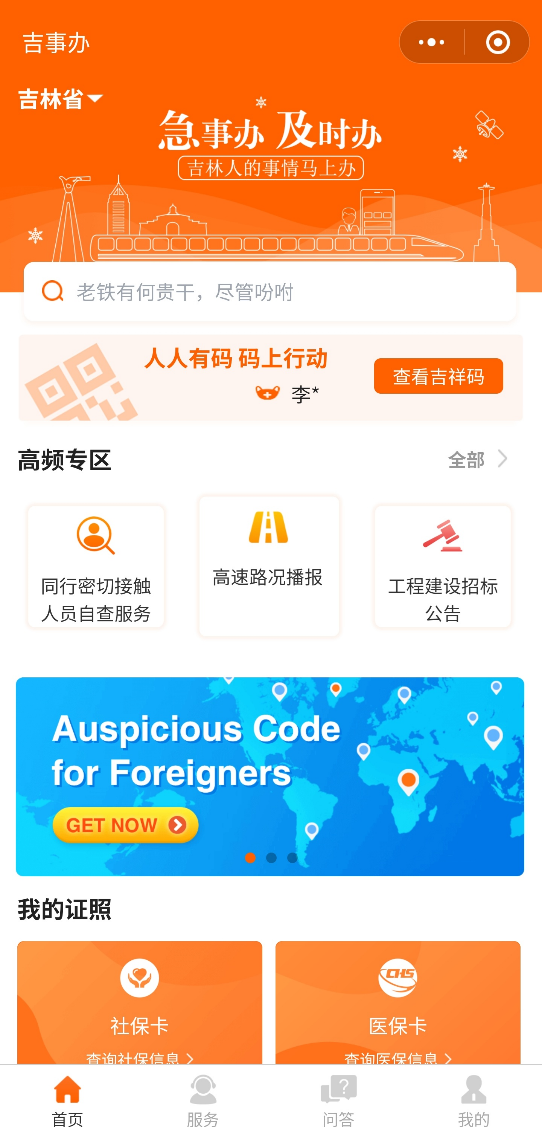 吉事办
吉林省
急事办 及时办
吉林人的事情马上办
老铁有何贵干，尽管吩咐
人人有码 码上行动
李*
查看吉祥码
高频专区
全部
同行密切接触
人员自查服务
高速路况播报
工程建设招标
公告
Auspicious Code
for Foreigners
GET NOW
我的证照
社保卡
查询社保信息
CHS
医保卡
查询医保信息
首页
服务
问答
我的